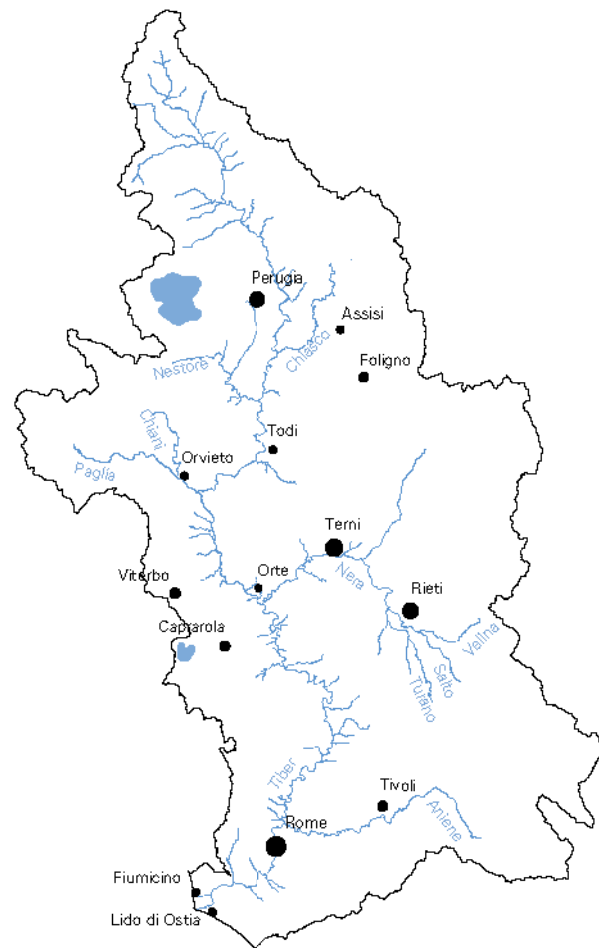 Perugia
Assisi
Chiasco
Foligno
Nestore
Chiani
Todi
Orvieto
Paglia
Terni
Nera
Orte
Viterbo
Rieti
Caprarola
Velino
Salto
Turano
Tiber
Tivoli
Aniene
Rome
Fiumicino
Lido di Ostia